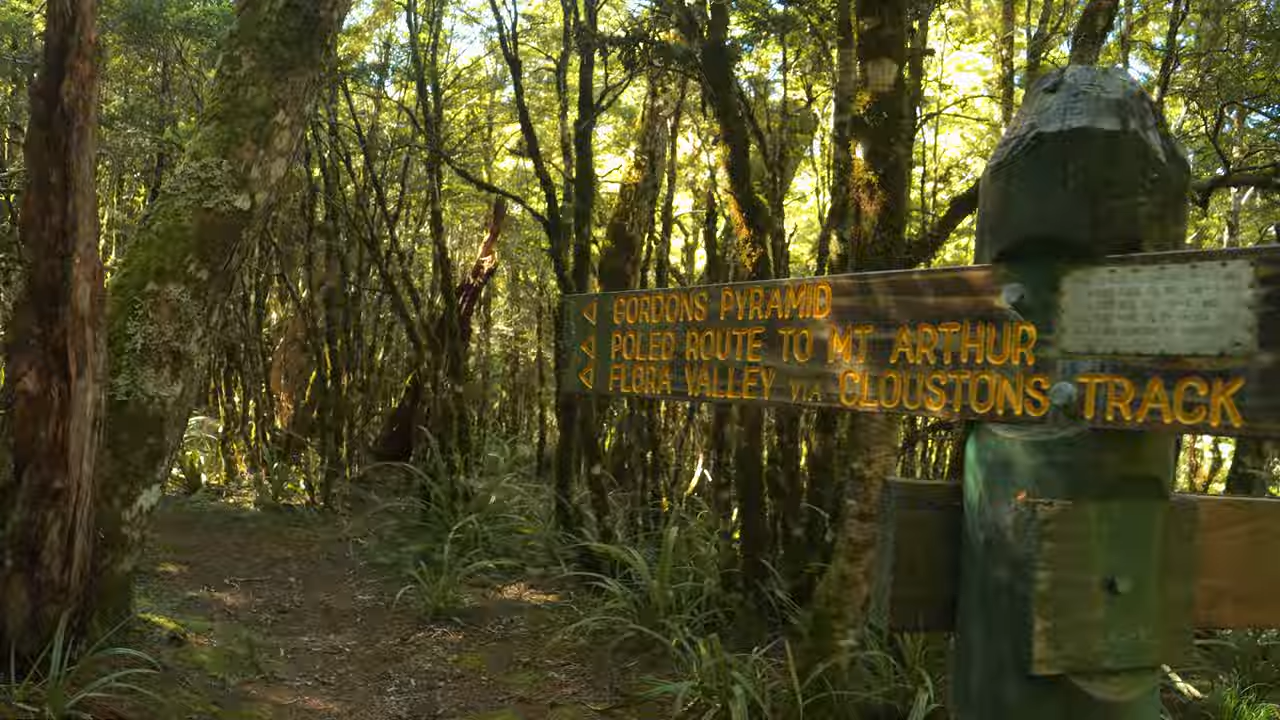 GORDONS PYRAMID
POLED ROUTE TO MT ARTHUR
FLORA VALLEY VIA CLOUSTONS TRACK